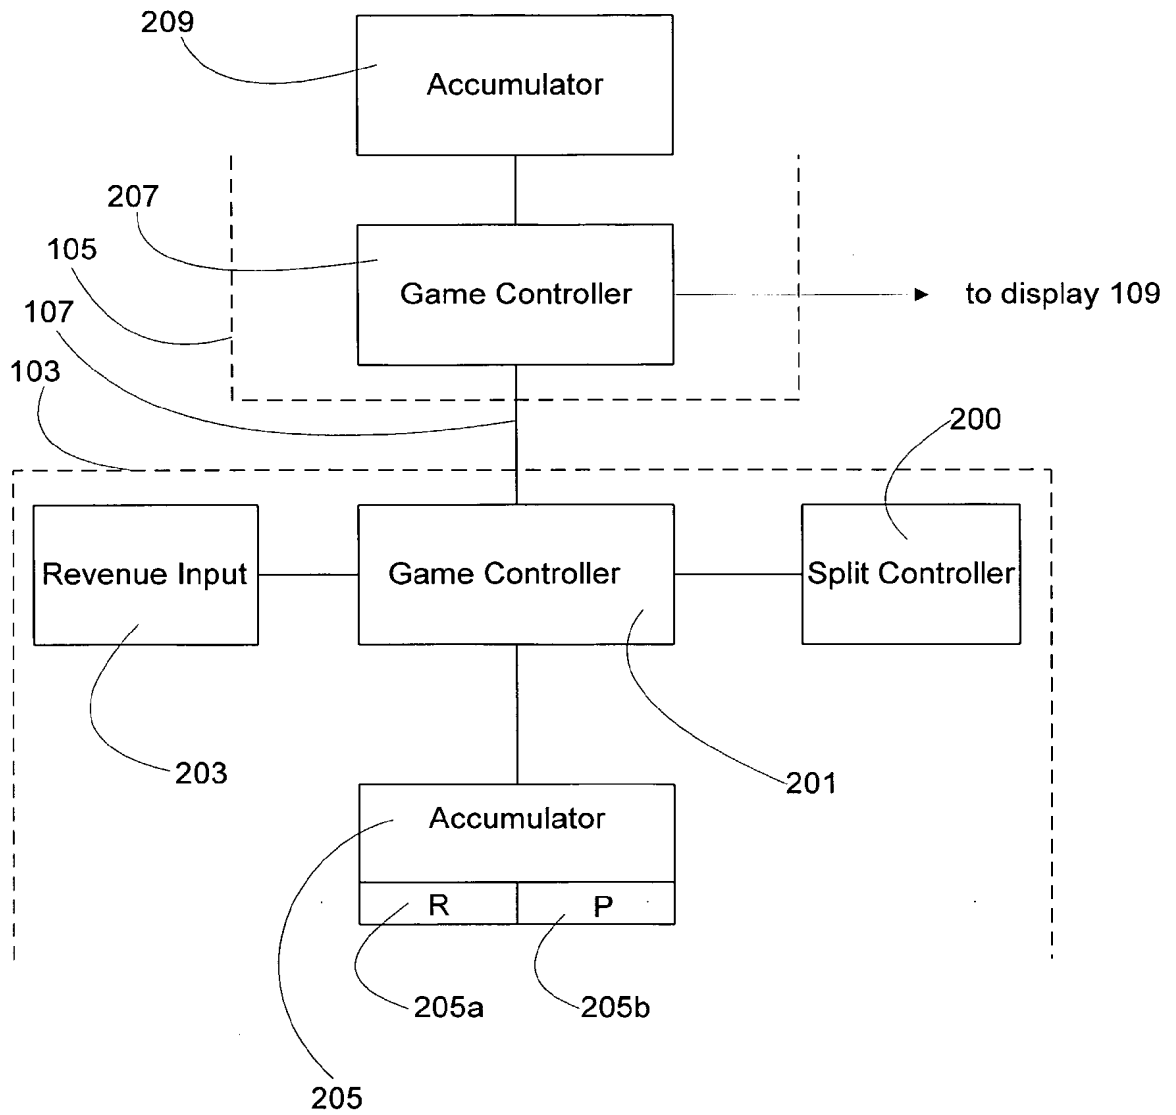 209
Accumulator
207
105
Game Controller
to display 109
107
103
200
Revenue Input
Game Controller
Split Controller
203
201
Accumulator
R
P
205a
205b
205